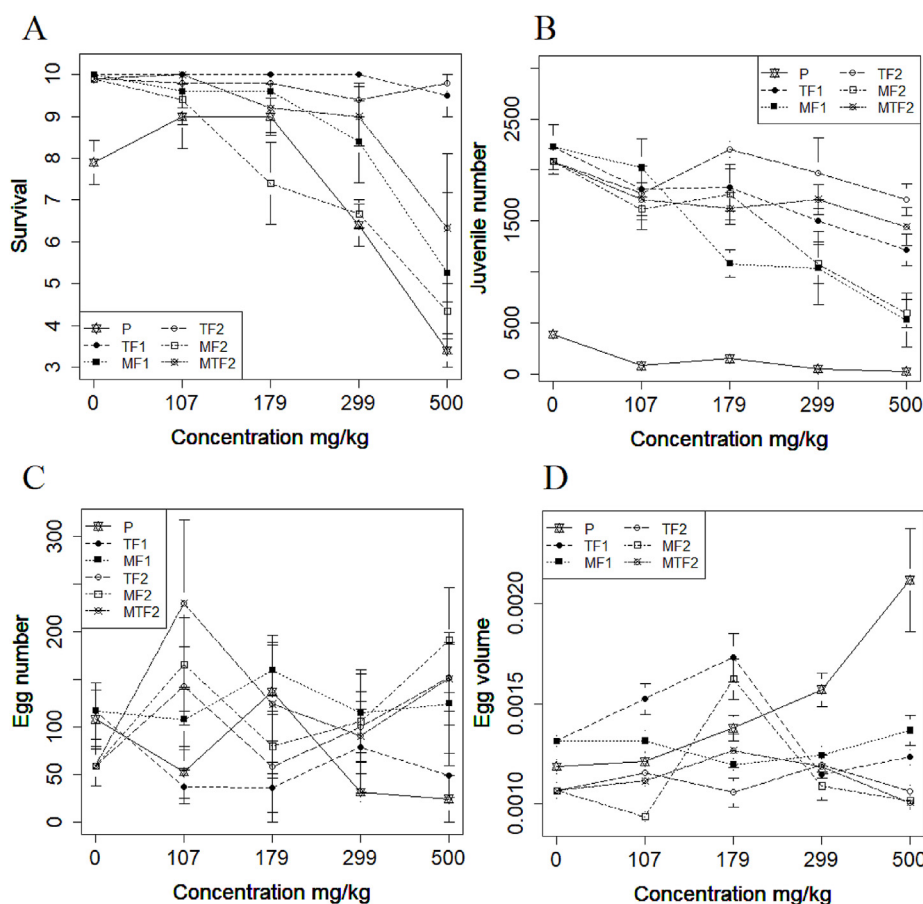 A
Survival
10
9
8
7
6
5
4
3
P
TF1
MF1
TF2
MF2
MTF2
0 107 179 299 500
Concentration mg/kg
B
Juvenile number
2500
1500
500
0
P
TF1
MF1
TF2
MF2
MTF2
0 107 179 299 500
Concentration mg/kg
C
Egg number
300
200
100
50
0
P
TF1
MF1
TF2
MF2
MTF2
0 107 179 299 500
Concentration mg/kg
D
Egg volume
0.0020
0.0015
0.0010
P
TF1
MF1
TF2
MF2
MTF2
0 107 179 299 500
Concentration mg/kg